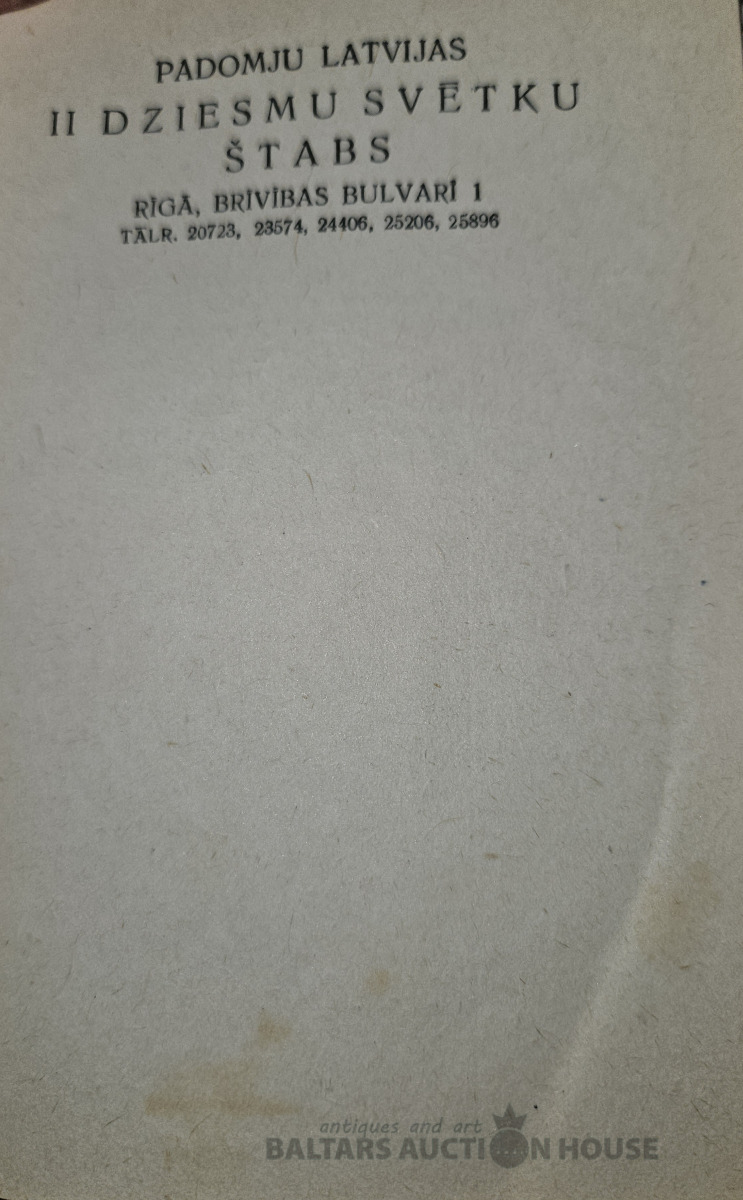 PADOMJU LATVIJAS
II DZIESMU SVĒTKU
ŠTABS
RĪGĀ, BRĪVĪBAS BULVARĪ 1
TĀLR. 20723, 23574, 24406, 25206, 25896
antiques and art
BALTARS AUCTION HOUSE